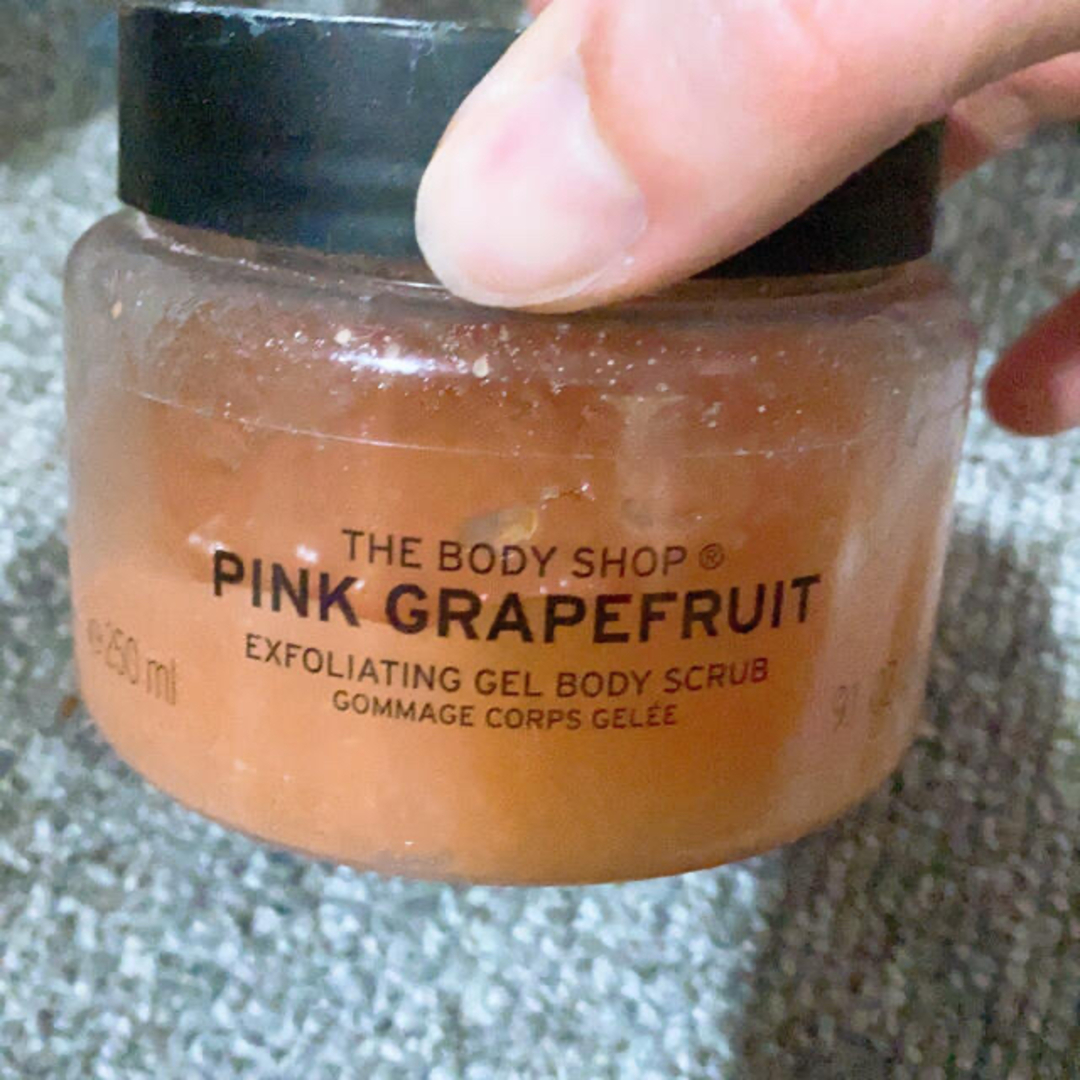 THE BODY SHOP ®
PINK GRAPEFRUIT
EXFOLIATING GEL BODY SCRUB
GOMMAGE CORPS GELÉE
250 ml